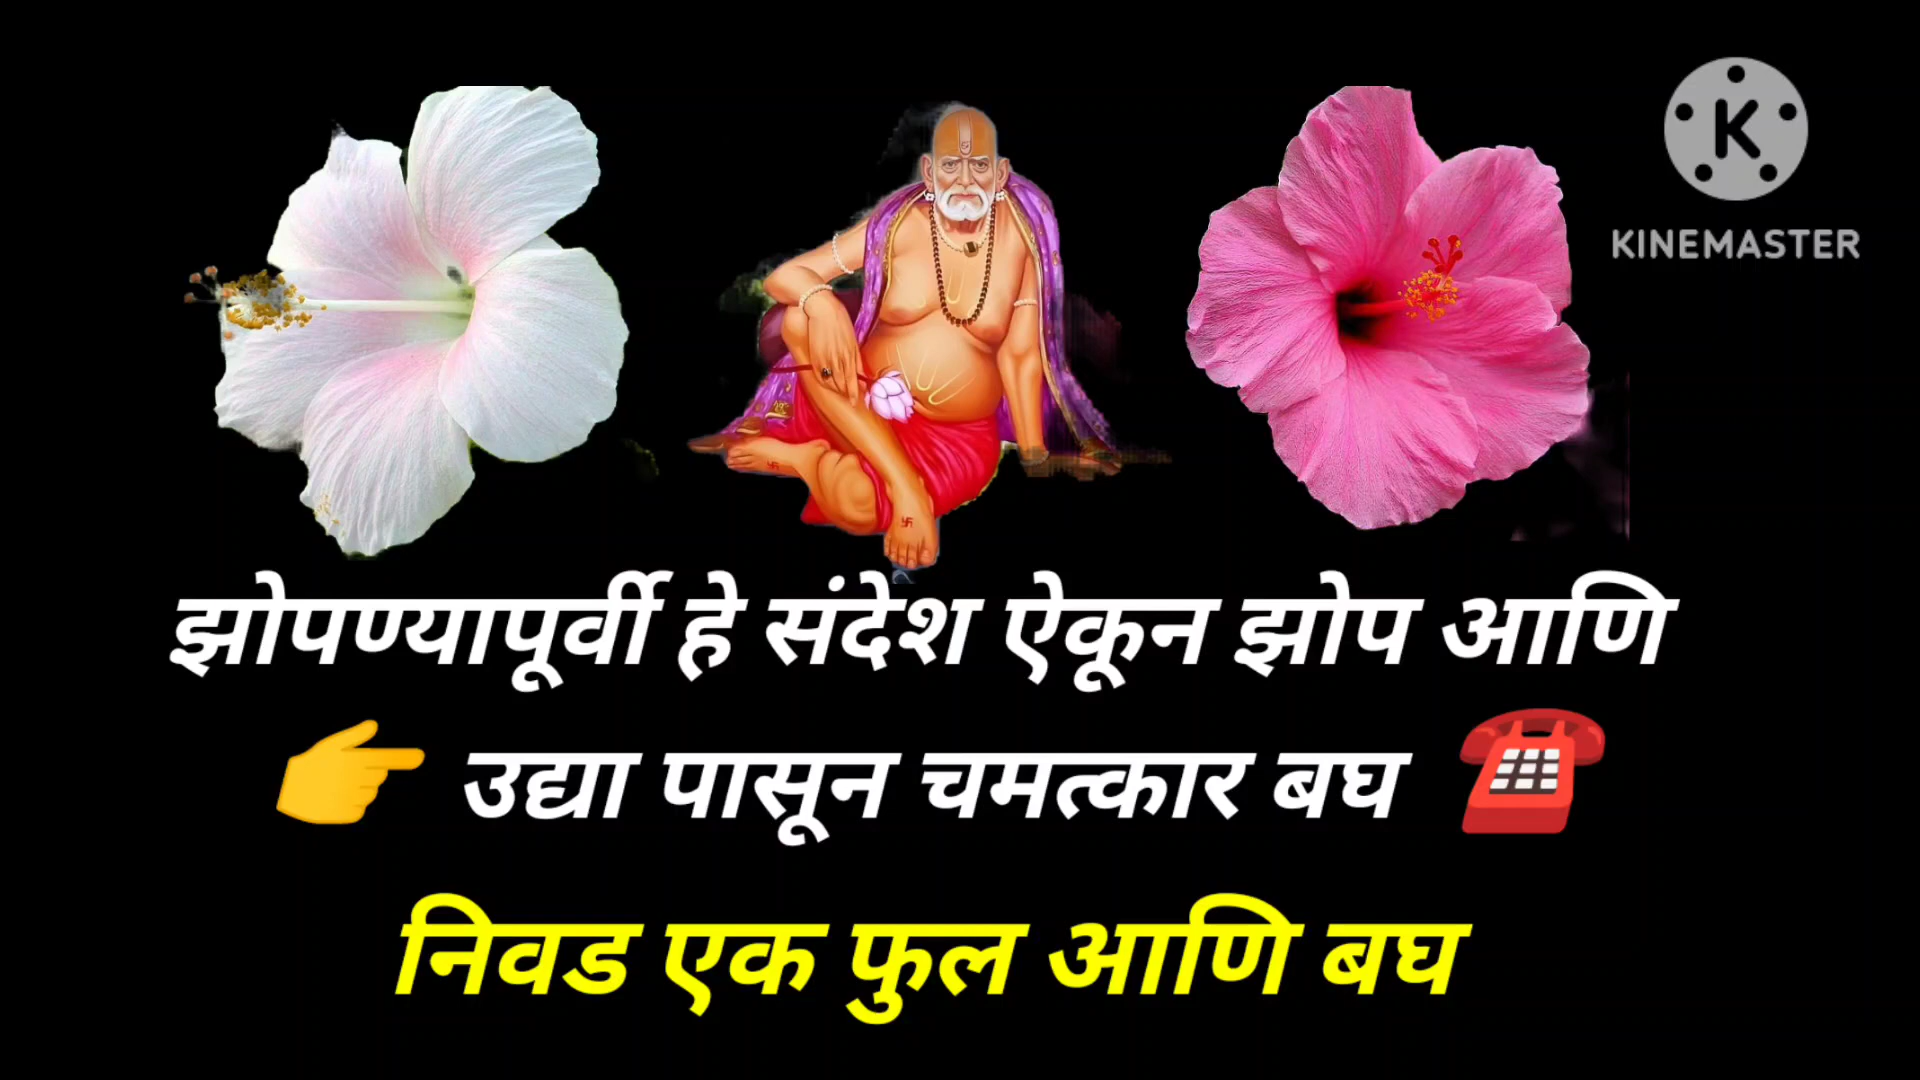 KINEMASTER
झोपण्यापूर्वी हे संदेश ऐकून झोप आणि
उद्या पासून चमत्कार बघ
निवड एक फुल आणि बघ